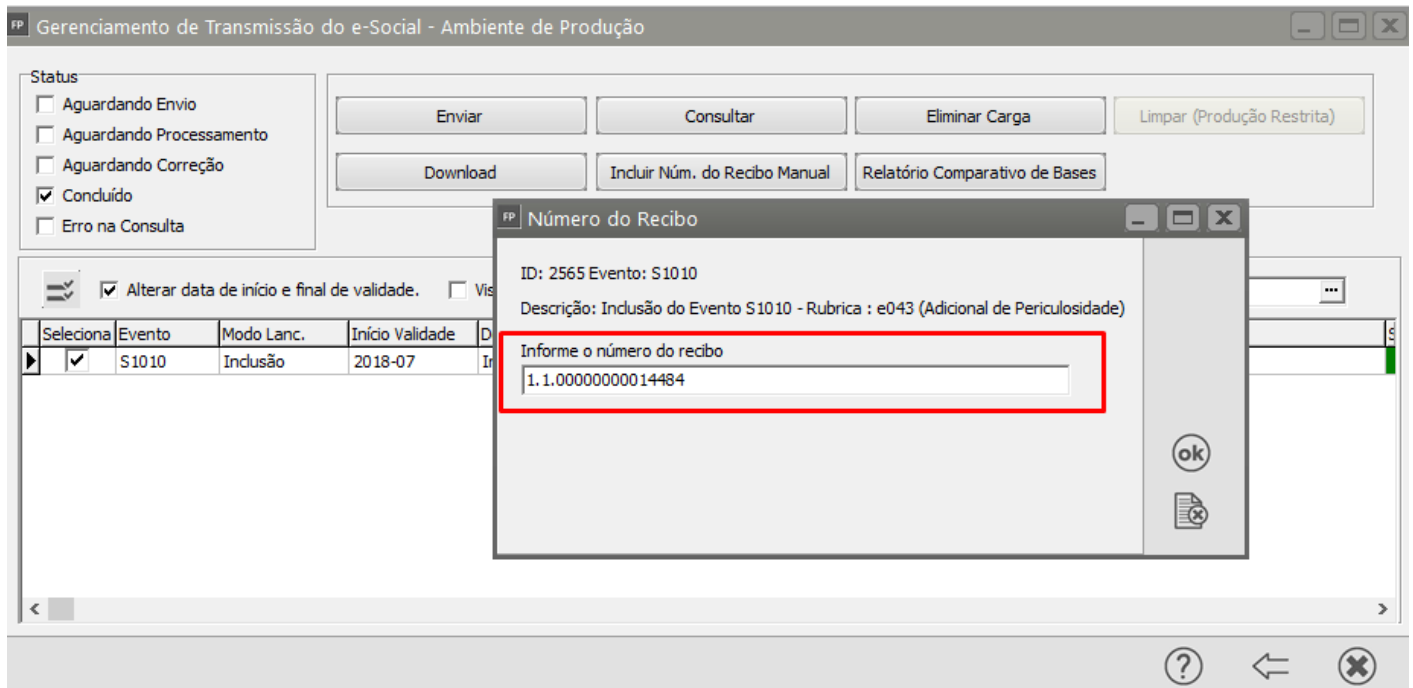 FP Gerenciamento de Transmissão do e-Social - Ambiente de Produção
Status
Aguardando Envio
Aguardando Processamento
Aguardando Correção
Concluído
Erro na Consulta
Enviar Consultar Eliminar Carga Limpar (Produção Restrita)
Download Incluir Núm. do Recibo Manual Relatório Comparativo de Bases
Alterar data de início e final de validade. Vis
Seleciona Evento Modo Lanc. Início Validade D S
S1010 Inclusão 2018-07 In
FP Número do Recibo
ID: 2565 Evento: S1010
Descrição: Inclusão do Evento S1010 - Rubrica : e043 (Adicional de Periculosidade)
Informe o número do recibo
1.1.00000000014484
ok